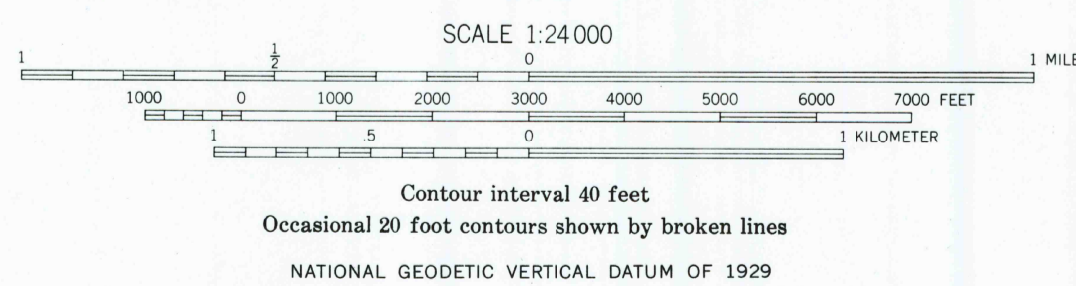 SCALE 1:24 000
1 1/2 0 1 MILE
1000 0 1000 2000 3000 4000 5000 6000 7000 FEET
1 .5 0 1 KILOMETER
Contour interval 40 feet
Occasional 20 foot contours shown by broken lines
NATIONAL GEODETIC VERTICAL DATUM OF 1929